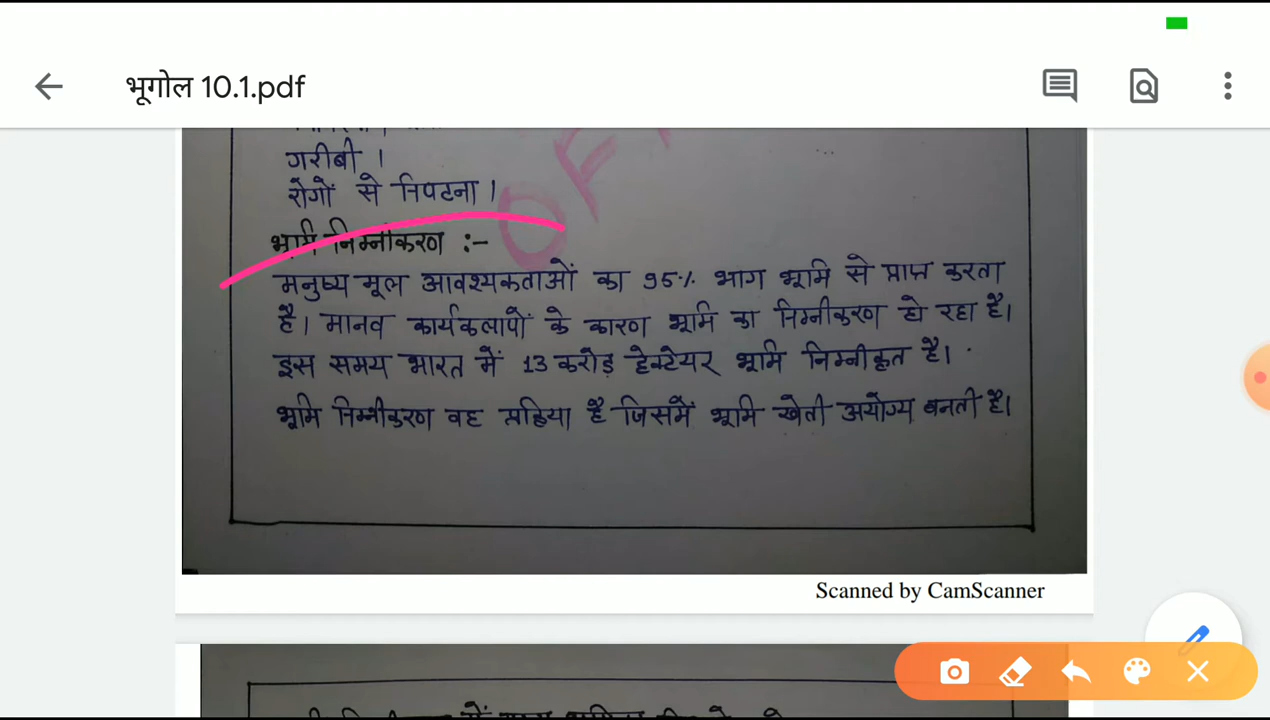 भूगोल 10.1.pdf
OF
गरीबी ।
रोगों से निपटना ।
भूमि निम्नीकरण :-
मनुष्य मूल आवश्यकताओं का 95% भाग भूमि से प्राप्त करता
है। मानव कार्यकलापों के कारण भूमि का निम्नीकरण हो रहा है।
इस समय भारत में 13 करोड़ हेक्टेयर भूमि निम्नीकृत है।
भूमि निम्नीकरण वह प्रक्रिया है जिसमें भूमि खेती अयोग्य बनती है।
Scanned by CamScanner